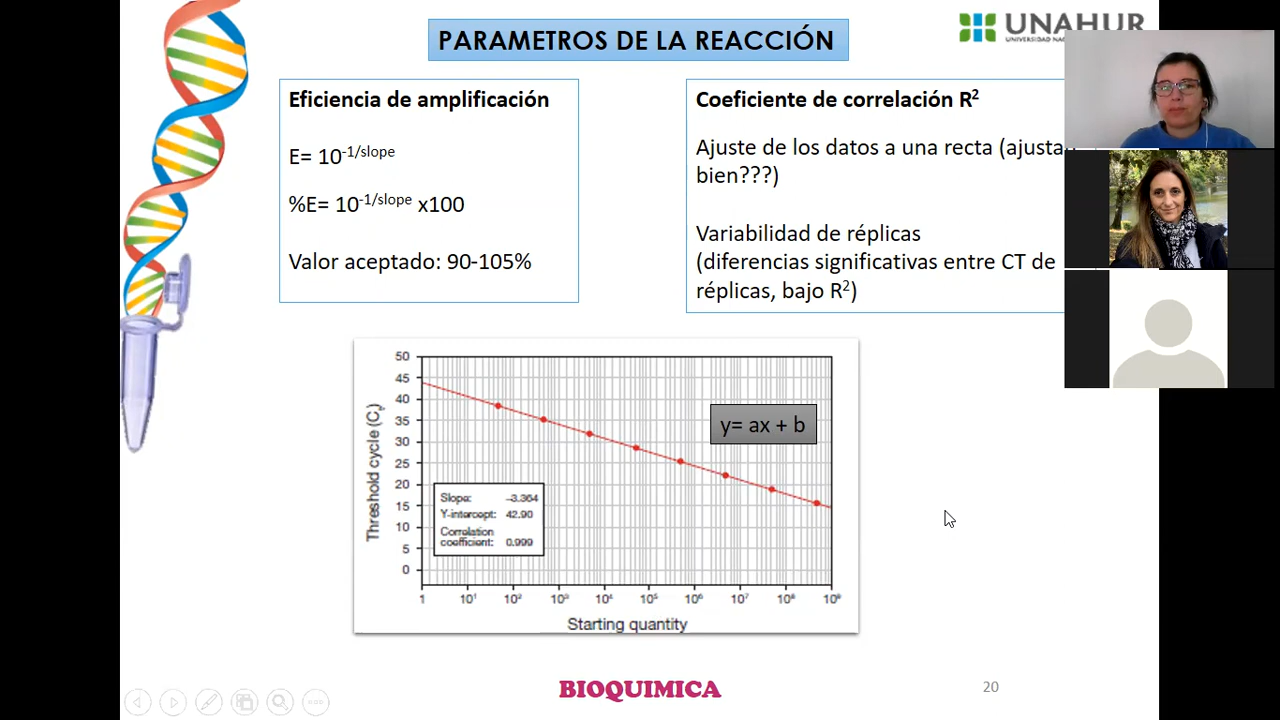 PARAMETROS DE LA REACCIÓN
UNAHUR
Eficiencia de amplificación
E= 10-1/slope
%E= 10-1/slope x100
Valor aceptado: 90-105%
Coeficiente de correlación R2
Ajuste de los datos a una recta (ajustan
bien???)
Variabilidad de réplicas
(diferencias significativas entre CT de
réplicas, bajo R2)
Threshold cycle (CT)
50
45
40
35
30
25
20
15
10
5
0
y= ax + b
Slope: –3.364
Y-intercept: 42.90
Correlation
coefficient: 0.999
1 10¹ 10² 10³ 10⁴ 10⁵ 10⁶ 10⁷ 10⁸ 10⁹
Starting quantity
BIOQUIMICA
20